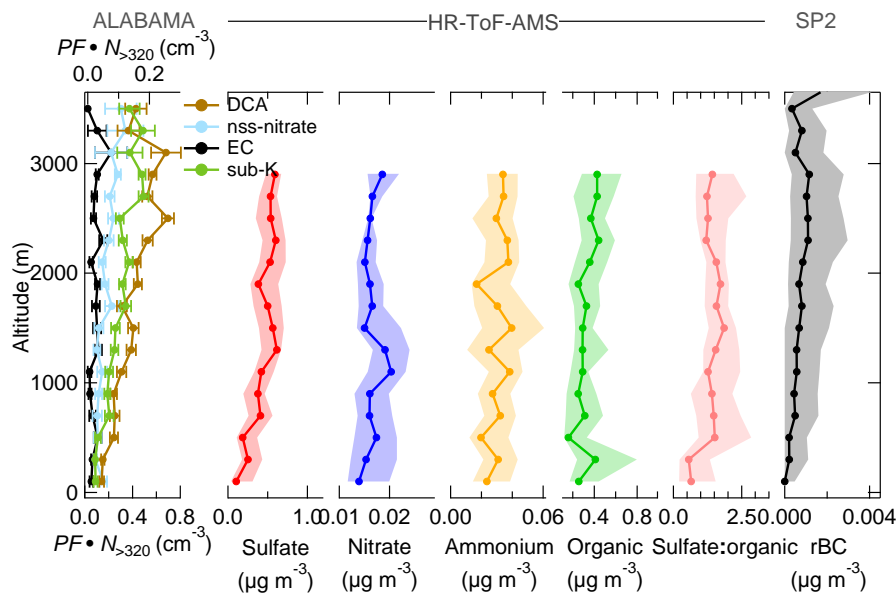 ALABAMA HR-ToF-AMS SP2
PF • N>320 (cm-3)
0.0 0.2
DCA
nss-nitrate
EC
sub-K
Altitude (m)
3000
2000
1000
0
0.0 0.4 0.8 0.0 1.0 0.01 0.02 0.00 0.06 0.0 0.4 0.8 0.0 2.5 0.000 0.004
PF • N>320 (cm-3)
Sulfate Nitrate Ammonium Organic Sulfate:organic rBC
(µg m-3) (µg m-3) (µg m-3) (µg m-3) (µg m-3)